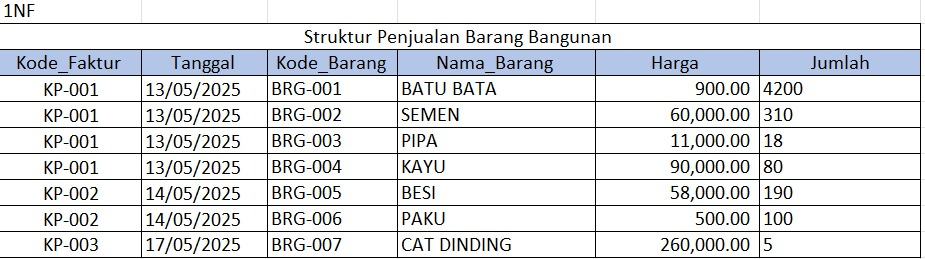 1NF
Struktur Penjualan Barang Bangunan
Kode_Faktur Tanggal Kode_Barang Nama_Barang Harga Jumlah
KP-001 13/05/2025 BRG-001 BATU BATA 900.00 4200
KP-001 13/05/2025 BRG-002 SEMEN 60,000.00 310
KP-001 13/05/2025 BRG-003 PIPA 11,000.00 18
KP-001 13/05/2025 BRG-004 KAYU 90,000.00 80
KP-002 14/05/2025 BRG-005 BESI 58,000.00 190
KP-002 14/05/2025 BRG-006 PAKU 500.00 100
KP-003 17/05/2025 BRG-007 CAT DINDING 260,000.00 5